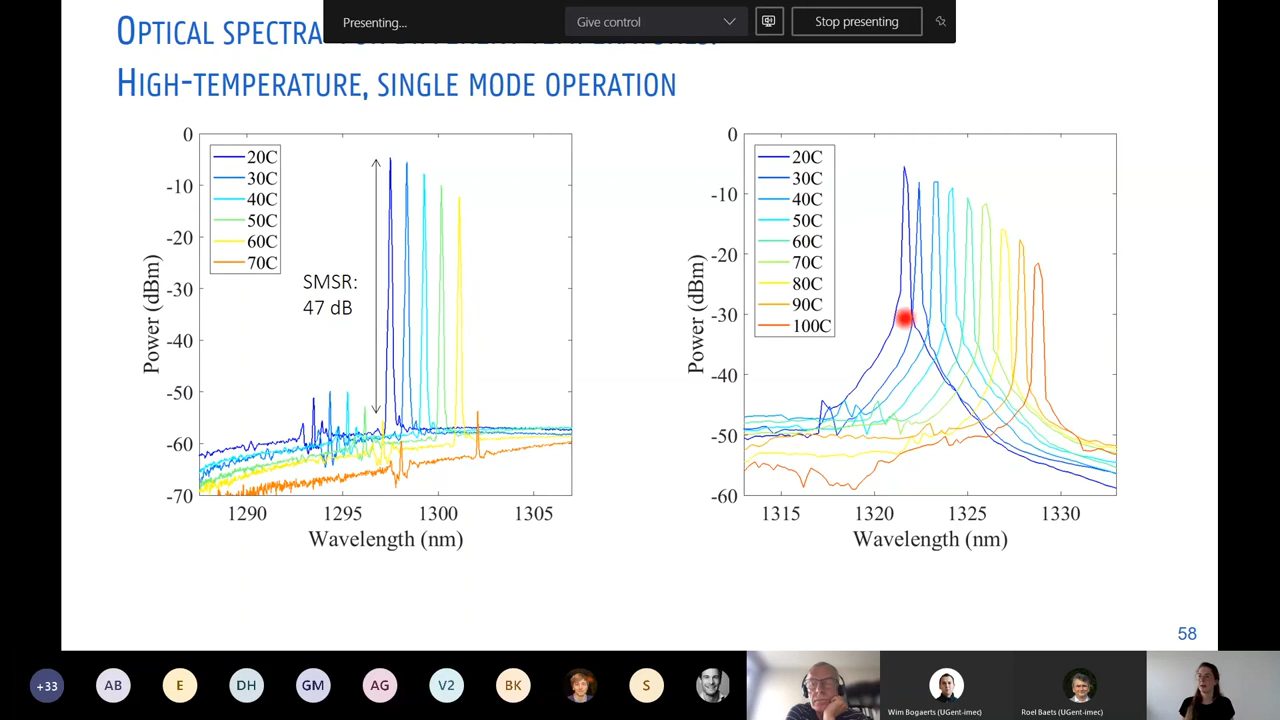 Presenting...
Give control
Stop presenting
OPTICAL SPECTRA
HIGH-TEMPERATURE, SINGLE MODE OPERATION
0
-10
-20
-30
-40
-50
-60
-70
Power (dBm)
20C
30C
40C
50C
60C
70C
SMSR:
47 dB
1290
1295
1300
1305
Wavelength (nm)
0
-10
-20
-30
-40
-50
-60
Power (dBm)
20C
30C
40C
50C
60C
70C
80C
90C
100C
1315
1320
1325
1330
Wavelength (nm)
58
+33
AB
E
DH
GM
AG
V2
BK
S
Wim Bogaerts (UGent-imec)
Roel Baets (UGent-imec)